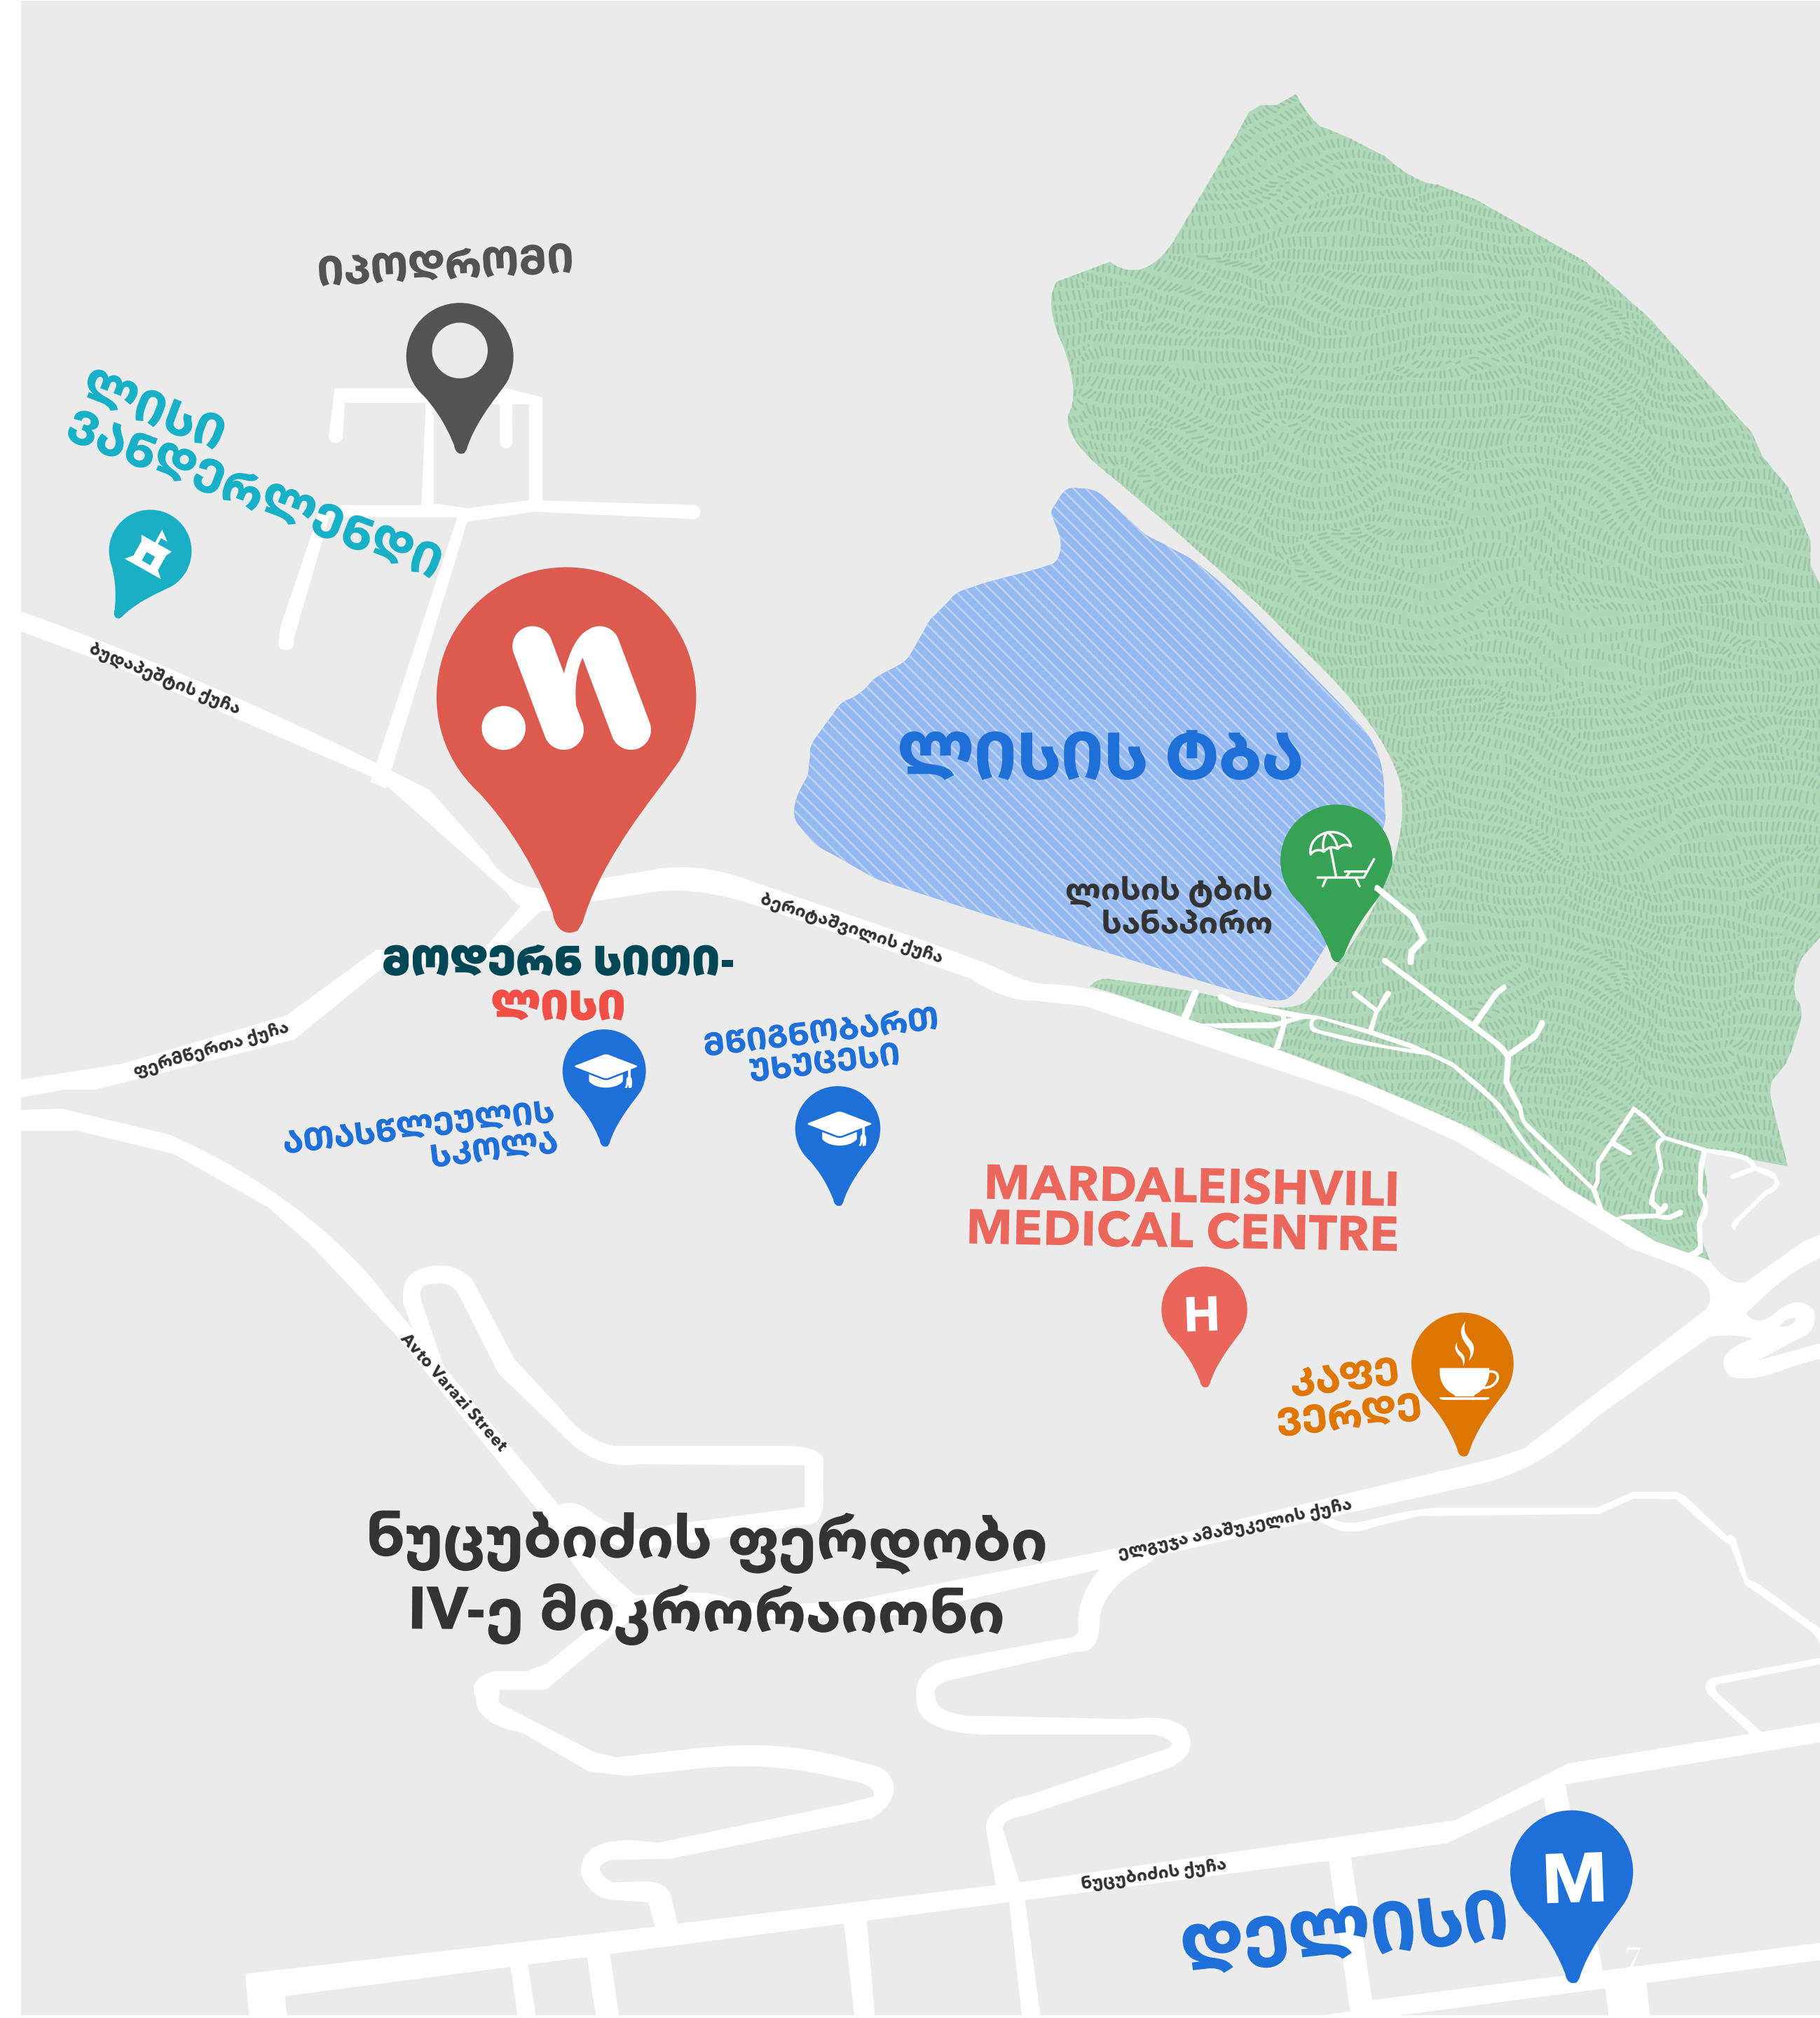 იპოდრომი
ლისი
ვანდერლენდი
ბუდაპეშტის ქუჩა
ლისის ტბა
ლისის ტბის
სანაპირო
ბერიტაშვილის ქუჩა
მოდერნ სითი-
ლისი
ფერმწერთა ქუჩა
მწიგნობართ
უხუცესი
ათასწლეულის
სკოლა
MARDALEISHVILI
MEDICAL CENTRE
H
კაფე
ვერდე
Avto Varazi Street
ელგუჯა ამაშუკელის ქუჩა
ნუცუბიძის ფერდობი
IV-ე მიკრორაიონი
ნუცუბიძის ქუჩა
M
დელისი
7